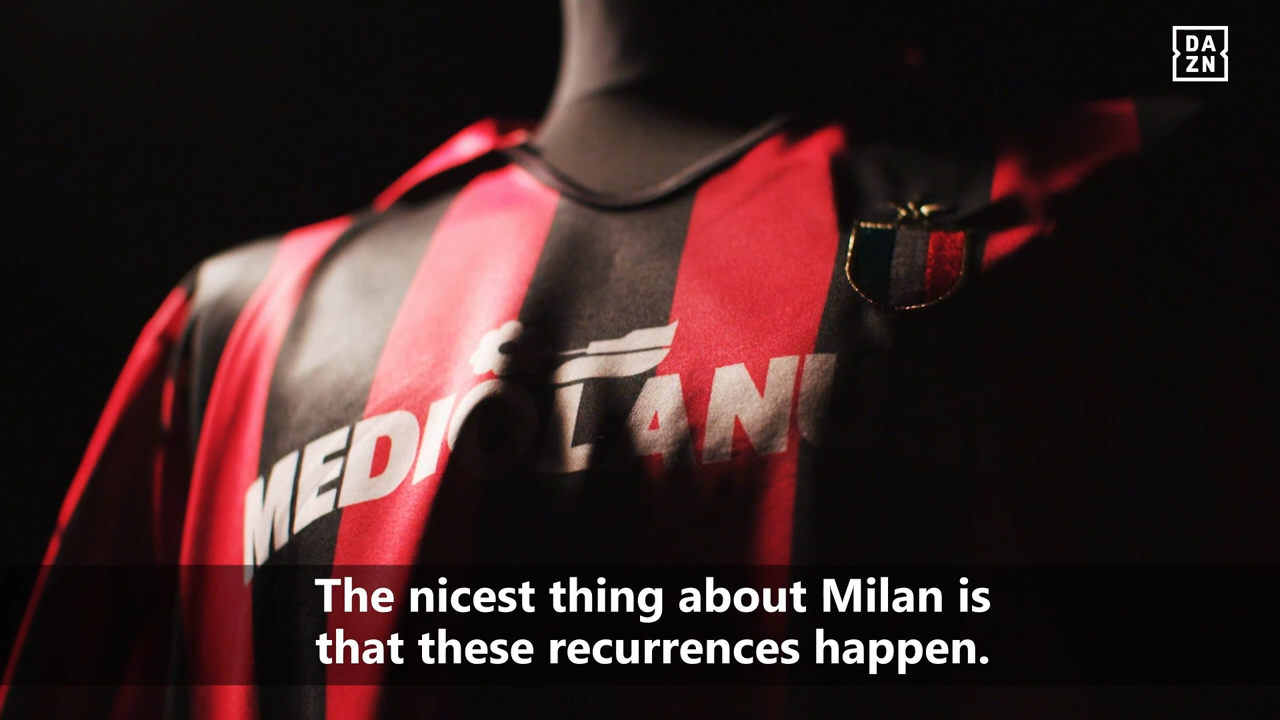 DA
ZN
MEDIOLANU
The nicest thing about Milan is
that these recurrences happen.